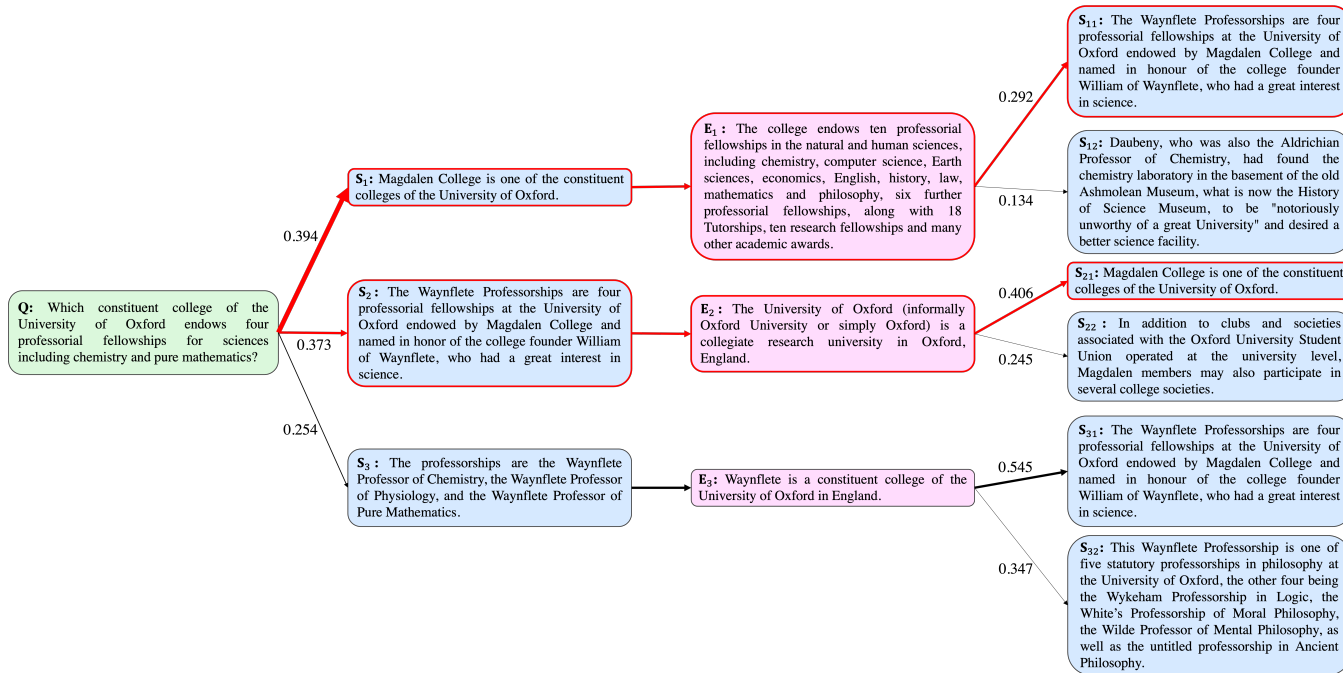 Q: Which constituent college of the
University of Oxford endows four
professorial fellowships for sciences
including chemistry and pure mathematics?
0.394
0.373
0.254
S₁: Magdalen College is one of the constituent
colleges of the University of Oxford.
S₂: The Waynflete Professorships are four
professorial fellowships at the University of
Oxford endowed by Magdalen College and
named in honor of the college founder William
of Waynflete, who had a great interest in
science.
S₃: The professorships are the Waynflete
Professor of Chemistry, the Waynflete Professor
of Physiology, and the Waynflete Professor of
Pure Mathematics.
E₁: The college endows ten professorial
fellowships in the natural and human sciences,
including chemistry, computer science, Earth
sciences, economics, English, history, law,
mathematics and philosophy, six further
professorial fellowships, along with 18
Tutorships, ten research fellowships and many
other academic awards.
E₂: The University of Oxford (informally
Oxford University or simply Oxford) is a
collegiate research university in Oxford,
England.
E₃: Waynflete is a constituent college of the
University of Oxford in England.
0.292
0.134
0.406
0.245
0.545
0.347
S₁₁: The Waynflete Professorships are four
professorial fellowships at the University of
Oxford endowed by Magdalen College and
named in honour of the college founder
William of Waynflete, who had a great interest
in science.
S₁₂: Daubeny, who was also the Aldrichian
Professor of Chemistry, had found the
chemistry laboratory in the basement of the old
Ashmolean Museum, what is now the History
of Science Museum, to be "notoriously
unworthy of a great University" and desired a
better science facility.
S₂₁: Magdalen College is one of the constituent
colleges of the University of Oxford.
S₂₂: In addition to clubs and societies
associated with the Oxford University Student
Union operated at the university level,
Magdalen members may also participate in
several college societies.
S₃₁: The Waynflete Professorships are four
professorial fellowships at the University of
Oxford endowed by Magdalen College and
named in honour of the college founder
William of Waynflete, who had a great interest
in science.
S₃₂: This Waynflete Professorship is one of
five statutory professorships in philosophy at
the University of Oxford, the other four being
the Wykeham Professorship in Logic, the
White's Professorship of Moral Philosophy,
the Wilde Professor of Mental Philosophy, as
well as the untitled professorship in Ancient
Philosophy.